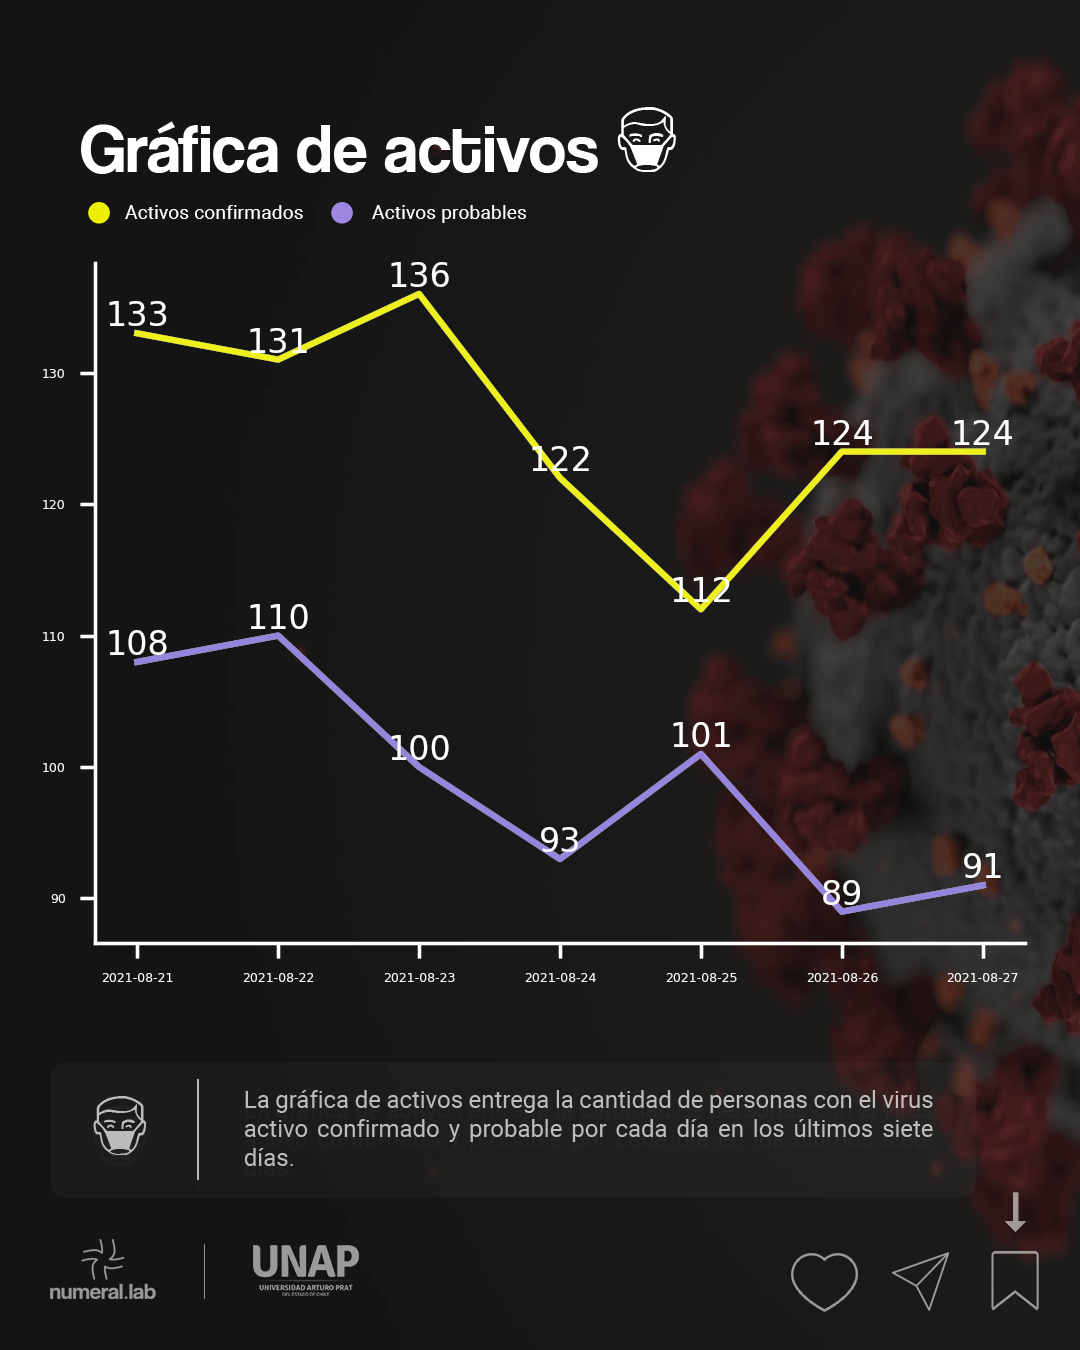 Gráfica de activos
Activos confirmados Activos probables
136
133
131
130
124 124
122
120
112
110
110
108
101
100
100
93
91
90
89
2021-08-21 2021-08-22 2021-08-23 2021-08-24 2021-08-25 2021-08-26 2021-08-27
La gráfica de activos entrega la cantidad de personas con el virus
activo confirmado y probable por cada día en los últimos siete
días.
numeral.lab
UNAP
UNIVERSIDAD ARTURO PRAT
DEL ESTADO DE CHILE